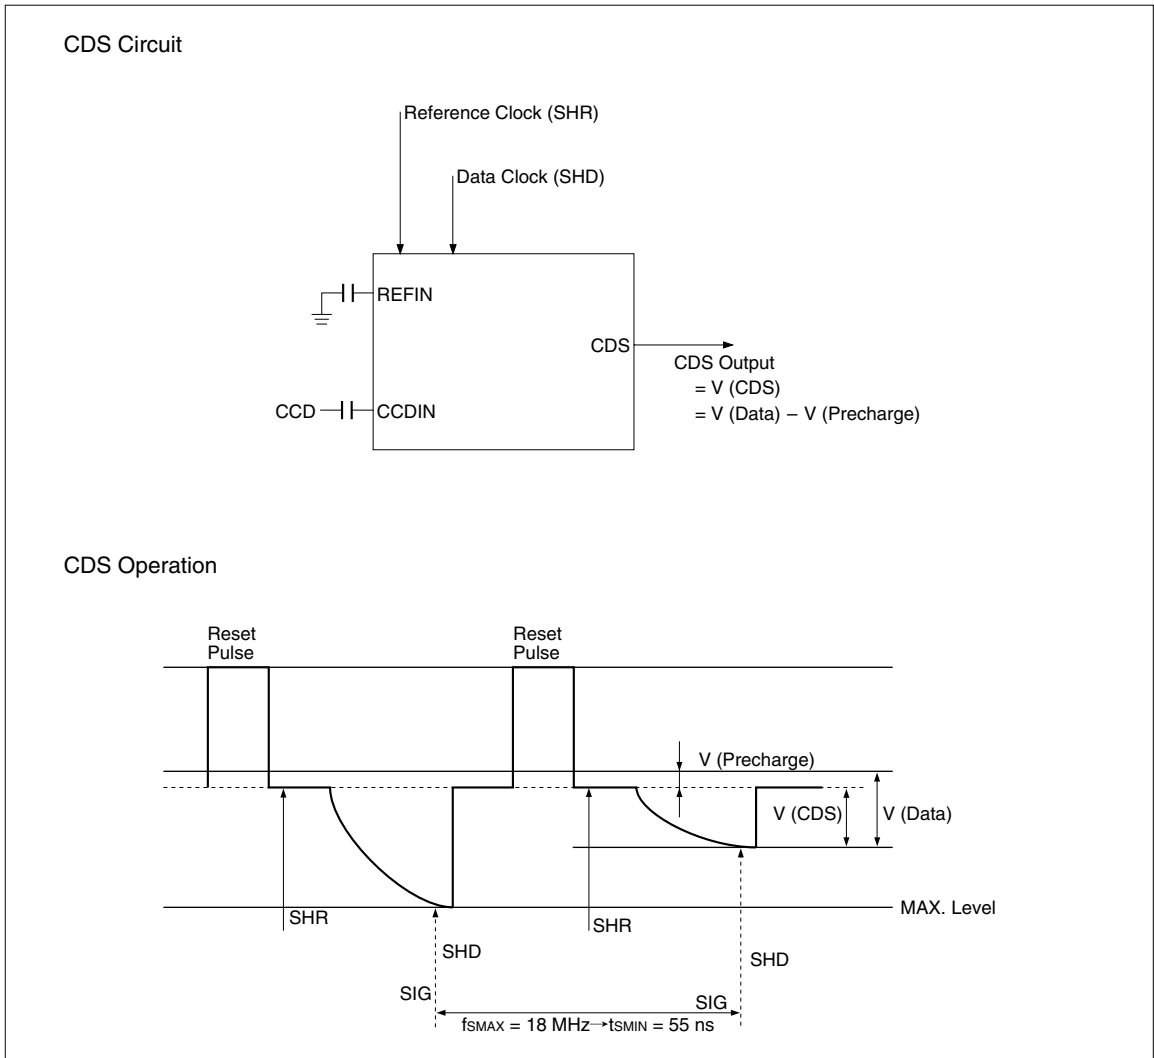 CDS Circuit
Reference Clock (SHR)
Data Clock (SHD)
REFIN
CDS
CDS Output
= V (CDS)
= V (Data) − V (Precharge)
CCD
CCDIN
CDS Operation
Reset
Pulse
Reset
Pulse
V (Precharge)
V (CDS)
V (Data)
MAX. Level
SHR
SHR
SHD
SHD
SIG
SIG
fSMAX = 18 MHz→tSMIN = 55 ns